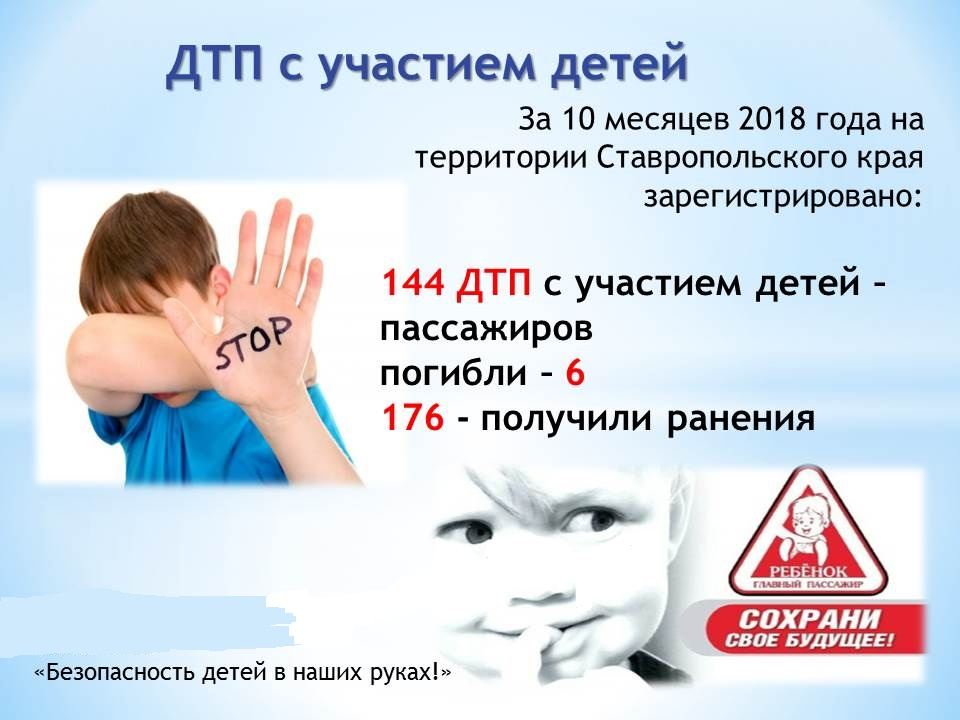 ДТП с участием детей
За 10 месяцев 2018 года на
территории Ставропольского края
зарегистрировано:
144 ДТП с участием детей –
пассажиров
погибли – 6
176 - получили ранения
STOP
РЕБЁНОК
ГЛАВНЫЙ ПАССАЖИР
СОХРАНИ
СВОЕ БУДУЩЕЕ!
«Безопасность детей в наших руках!»